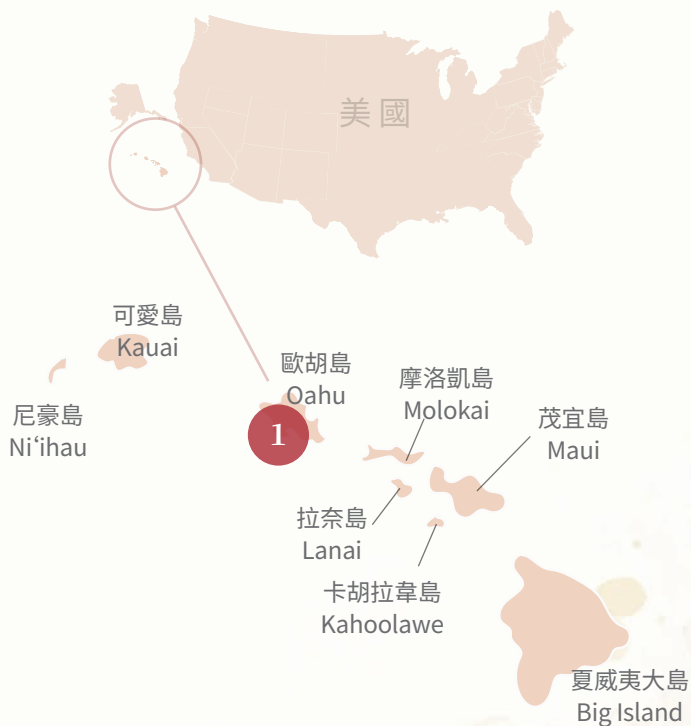 美國
可愛島
Kauai
歐胡島
Oahu
摩洛凱島
Molokai
尼豪島
Ni‘ihau
茂宜島
Maui
1
拉奈島
Lanai
卡胡拉韋島
Kahoolawe
夏威夷大島
Big Island